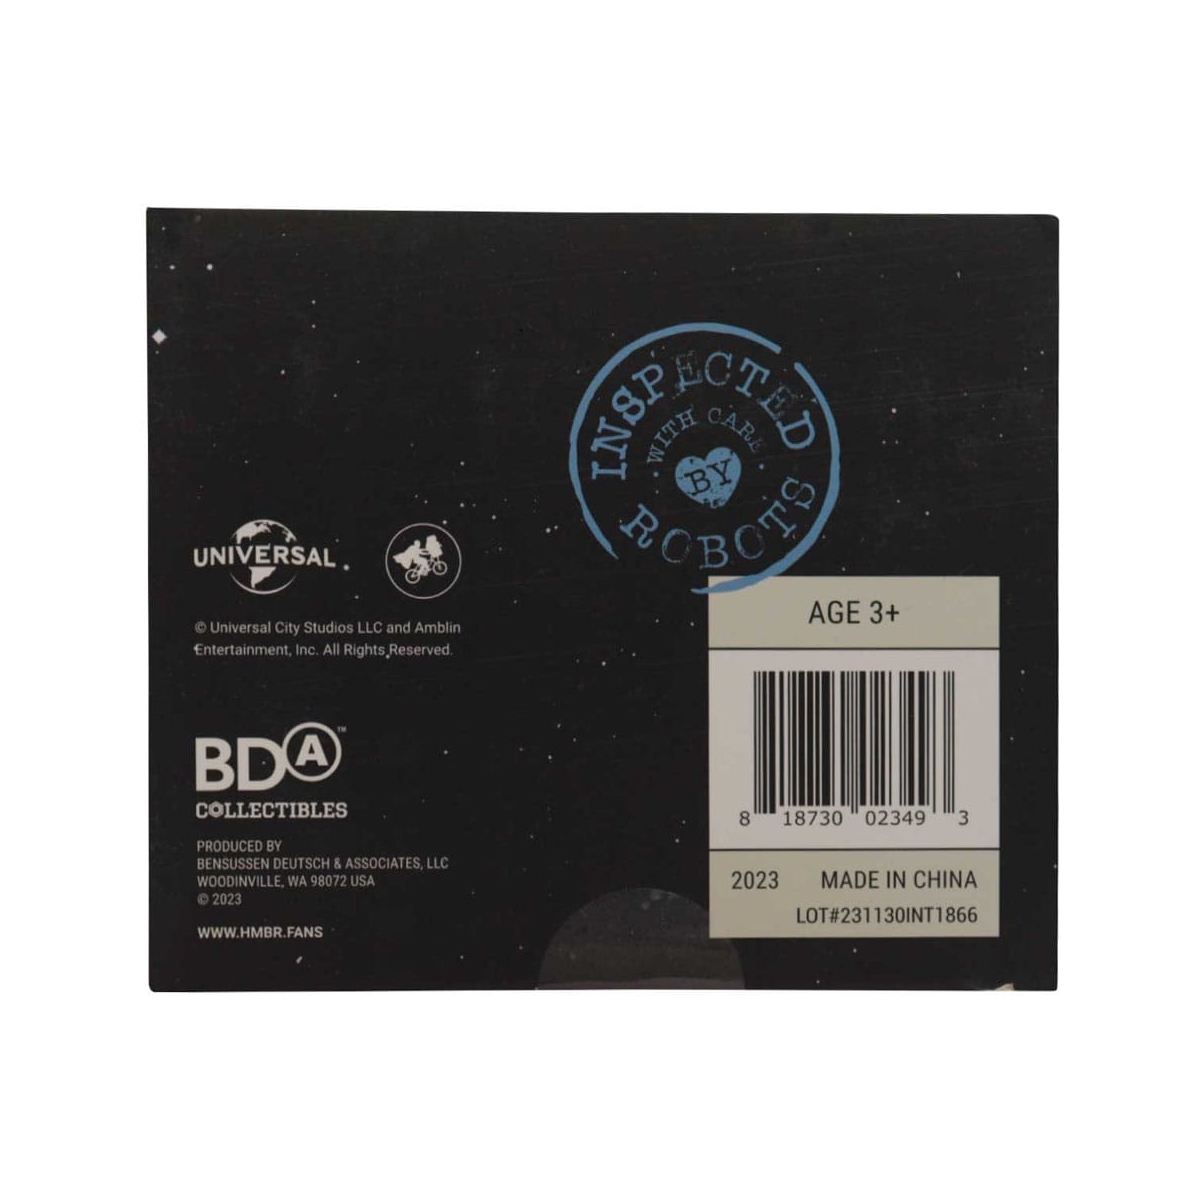 INSPECTED
WITH CARE
BY
ROBOTS
UNIVERSAL
© Universal City Studios LLC and Amblin
Entertainment, Inc. All Rights Reserved.
BDA™
COLLECTIBLES
PRODUCED BY
BENSUSSEN DEUTSCH & ASSOCIATES, LLC
WOODINVILLE, WA 98072 USA
© 2023
WWW.HMBR.FANS
AGE 3+
8 18730 02349 3
2023 MADE IN CHINA
LOT#231130INT1866